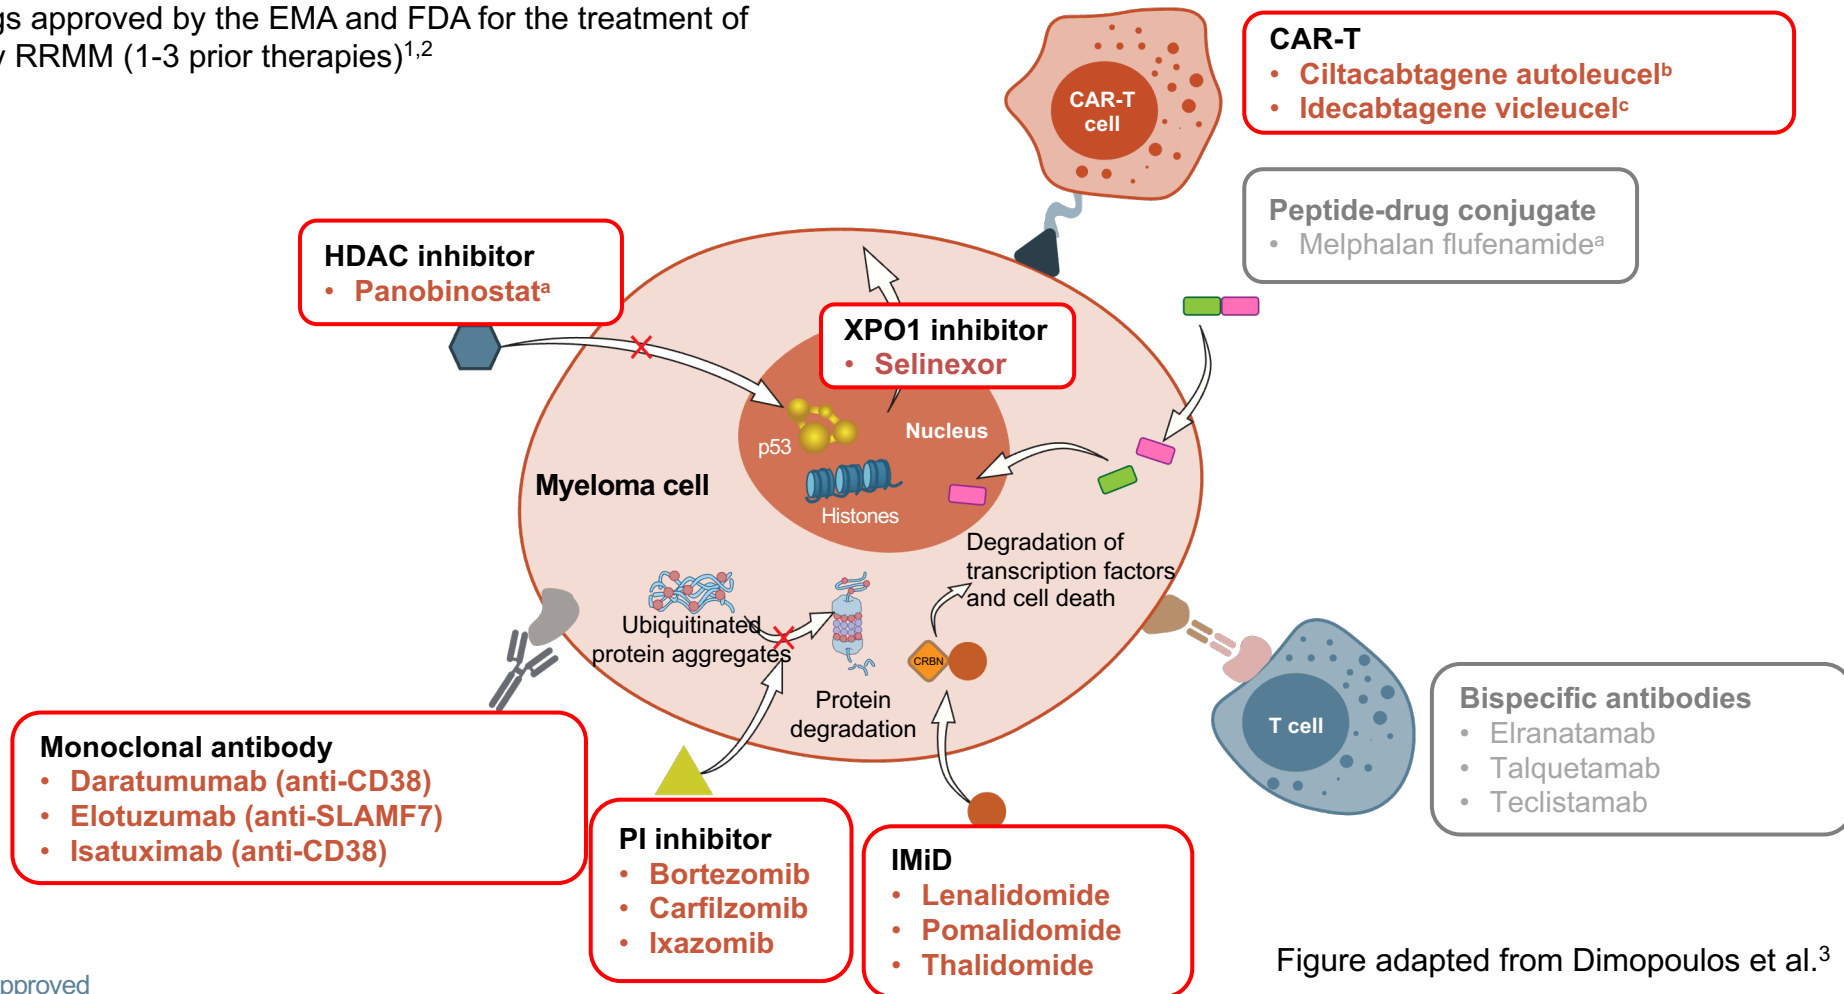 gs approved by the EMA and FDA for the treatment of
y RRMM (1-3 prior therapies)1,2
CAR-T
• Ciltacabtagene autoleucelb
• Idecabtagene vicleucelc
CAR-T
cell
Peptide-drug conjugate
• Melphalan flufenamidea
HDAC inhibitor
• Panobinostata
XPO1 inhibitor
• Selinexor
Nucleus
p53
Myeloma cell
Histones
Degradation of
transcription factors
and cell death
Ubiquitinated
protein aggregates
CRBN
Protein
degradation
T cell
Bispecific antibodies
• Elranatamab
• Talquetamab
• Teclistamab
Monoclonal antibody
• Daratumumab (anti-CD38)
• Elotuzumab (anti-SLAMF7)
• Isatuximab (anti-CD38)
PI inhibitor
• Bortezomib
• Carfilzomib
• Ixazomib
IMiD
• Lenalidomide
• Pomalidomide
• Thalidomide
Figure adapted from Dimopoulos et al.3
pproved